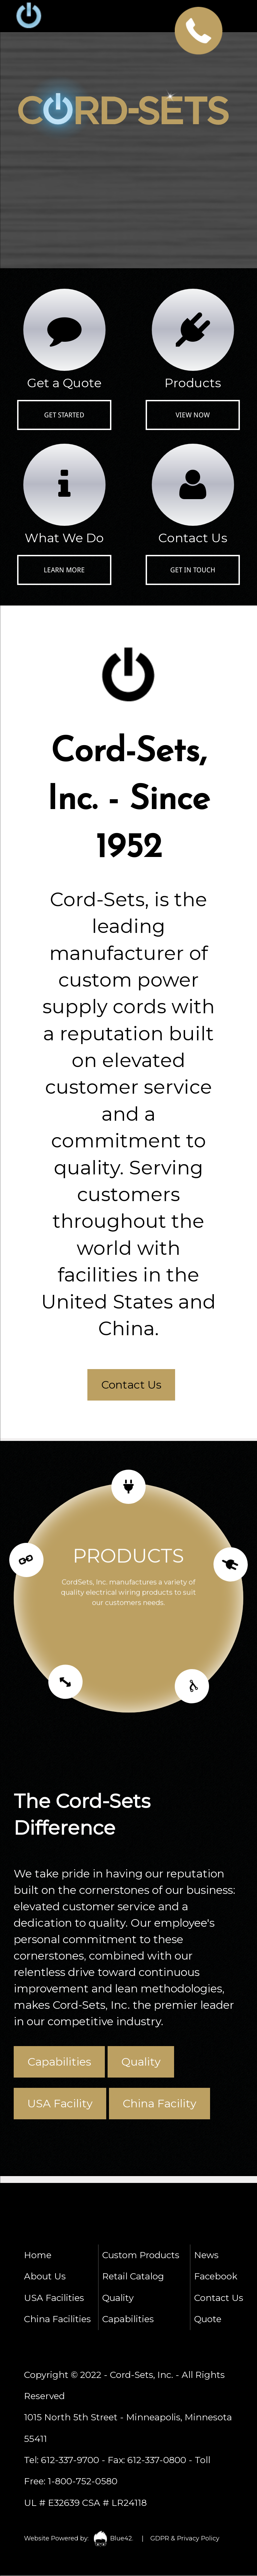 CORD-SETS
Get a Quote
GET STARTED
Products
VIEW NOW
What We Do
LEARN MORE
Contact Us
GET IN TOUCH
Cord-Sets,
Inc. - Since
1952
Cord-Sets, is the
leading
manufacturer of
custom power
supply cords with
a reputation built
on elevated
customer service
and a
commitment to
quality. Serving
customers
throughout the
world with
facilities in the
United States and
China.
Contact Us
PRODUCTS
CordSets, Inc. manufactures a variety of
quality electrical wiring products to suit
our customers needs.
The Cord-Sets
Difference
We take pride in having our reputation
built on the cornerstones of our business:
elevated customer service and a
dedication to quality. Our employee's
personal commitment to these
cornerstones, combined with our
relentless drive toward continuous
improvement and lean methodologies,
makes Cord-Sets, Inc. the premier leader
in our competitive industry.
Capabilities Quality
USA Facility China Facility
Home
About Us
USA Facilities
China Facilities
Custom Products
Retail Catalog
Quality
Capabilities
News
Facebook
Contact Us
Quote
Copyright © 2022 - Cord-Sets, Inc. - All Rights
Reserved
1015 North 5th Street - Minneapolis, Minnesota
55411
Tel: 612-337-9700 - Fax: 612-337-0800 - Toll
Free: 1-800-752-0580
UL # E32639 CSA # LR24118
Website Powered by: Blue42. | GDPR & Privacy Policy